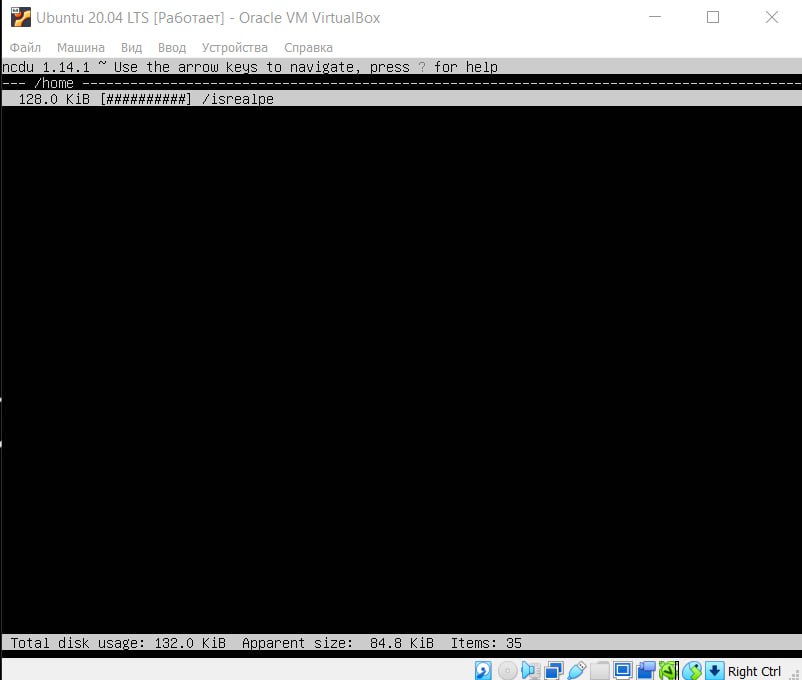 Ubuntu 20.04 LTS [Работает] - Oracle VM VirtualBox
Файл Машина Вид Ввод Устройства Справка
ncdu 1.14.1 ~ Use the arrow keys to navigate, press ? for help
--- /home ---
128.0 KiB [##########] /isrealpe
Total disk usage: 132.0 KiB Apparent size: 84.8 KiB Items: 35
Right Ctrl